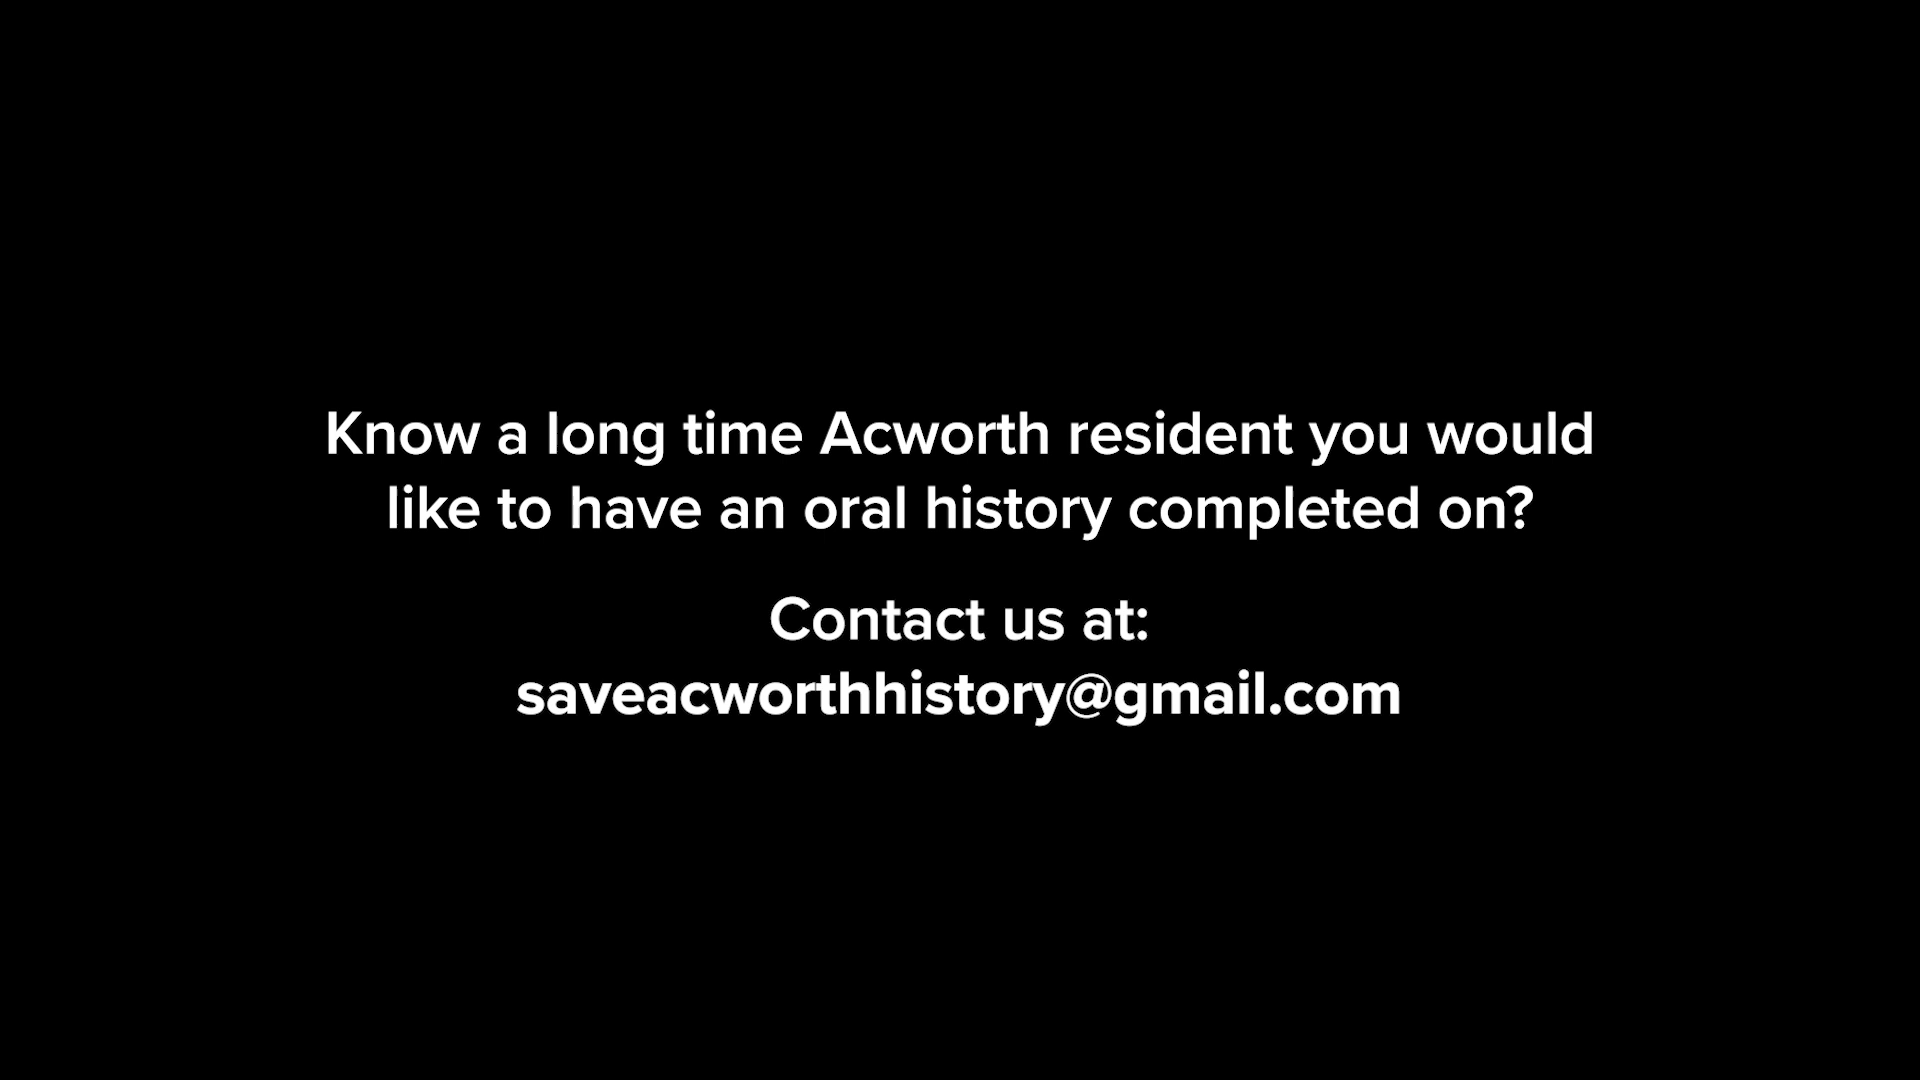 Know a long time Acworth resident you would
like to have an oral history completed on?
Contact us at:
saveacworthhistory@gmail.com